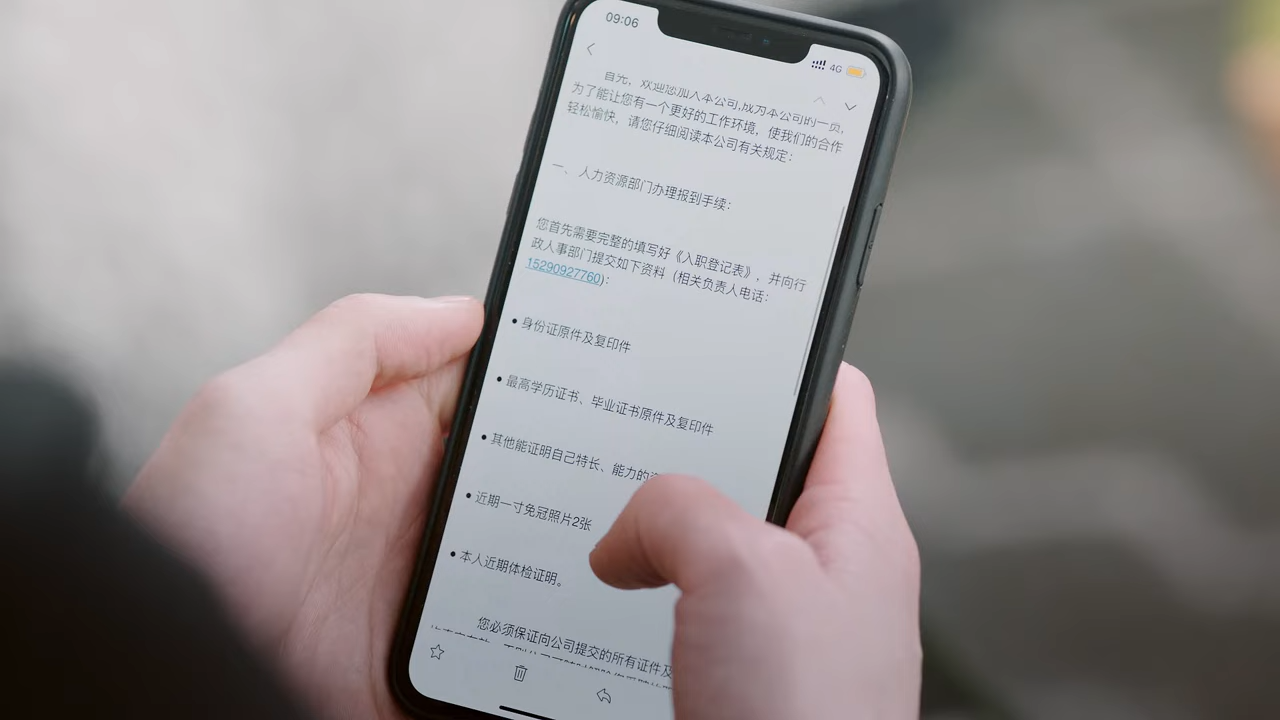 09:06
4G
首先，欢迎您加入本公司,成为本公司的一员,
为了能让您有一个更好的工作环境，使我们的合作
轻松愉快，请您仔细阅读本公司有关规定：
一、 人力资源部门办理报到手续：
您首先需要完整的填写好《入职登记表》，并向行
政人事部门提交如下资料（相关负责人电话：
15290927760)：
• 身份证原件及复印件
• 最高学历证书、毕业证书原件及复印件
• 其他能证明自己特长、能力的
• 近期一寸免冠照片2张
• 本人近期体检证明。
您必须保证向公司提交的所有证件及